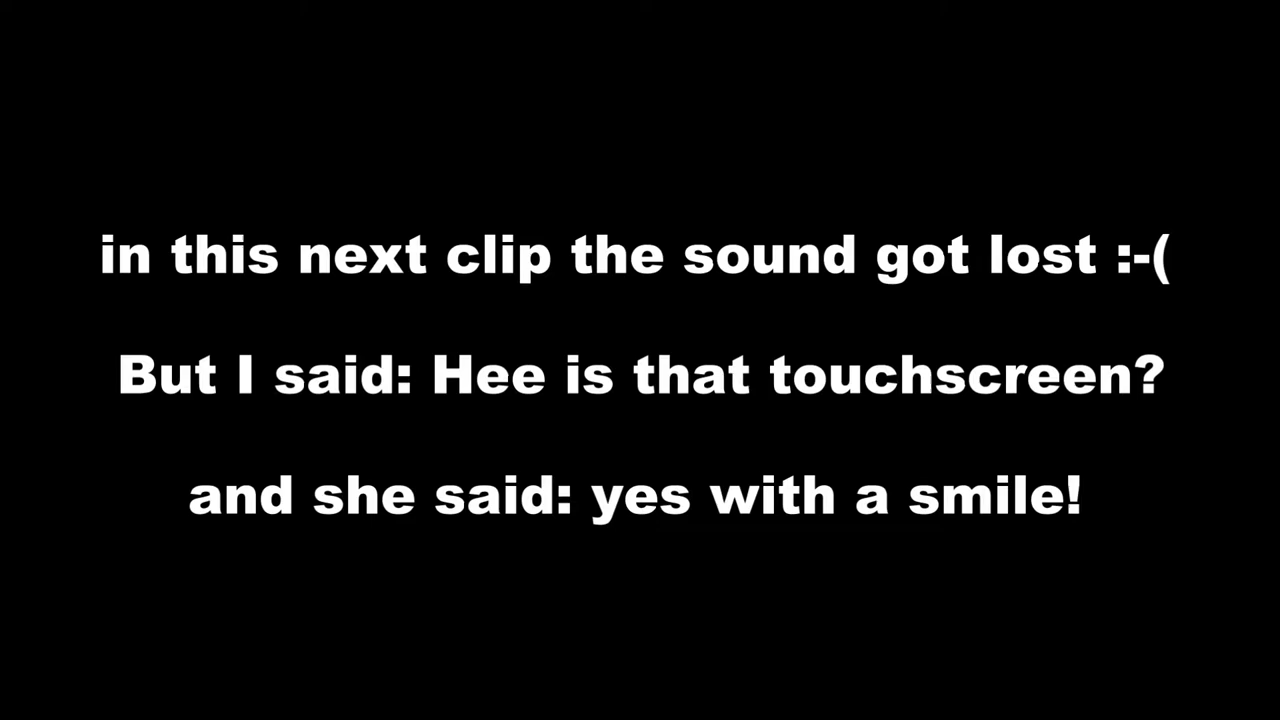 in this next clip the sound got lost :-(
But I said: Hee is that touchscreen?
and she said: yes with a smile!